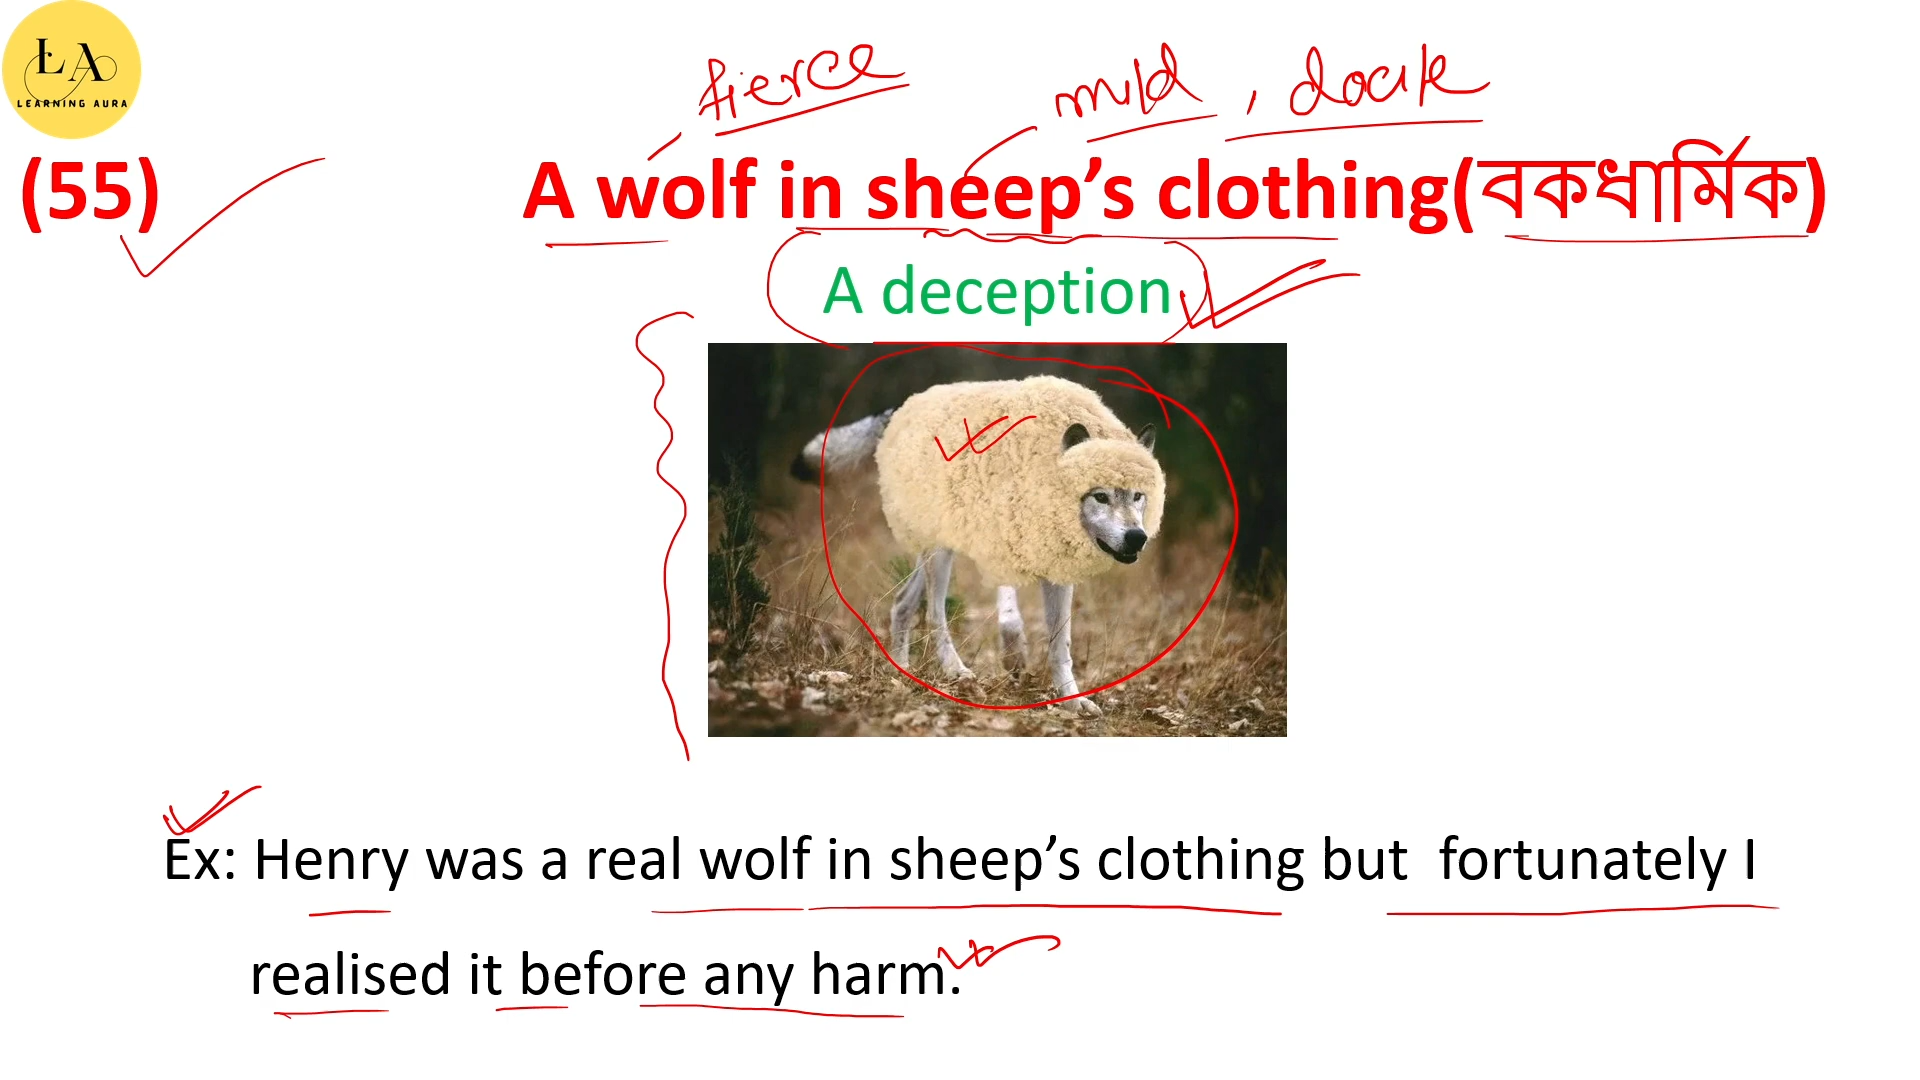 LA
LEARNING AURA
fierce mild, docile
(55) A wolf in sheep’s clothing(বকধার্মিক)
A deception
Ex: Henry was a real wolf in sheep’s clothing but fortunately I
realised it before any harm.